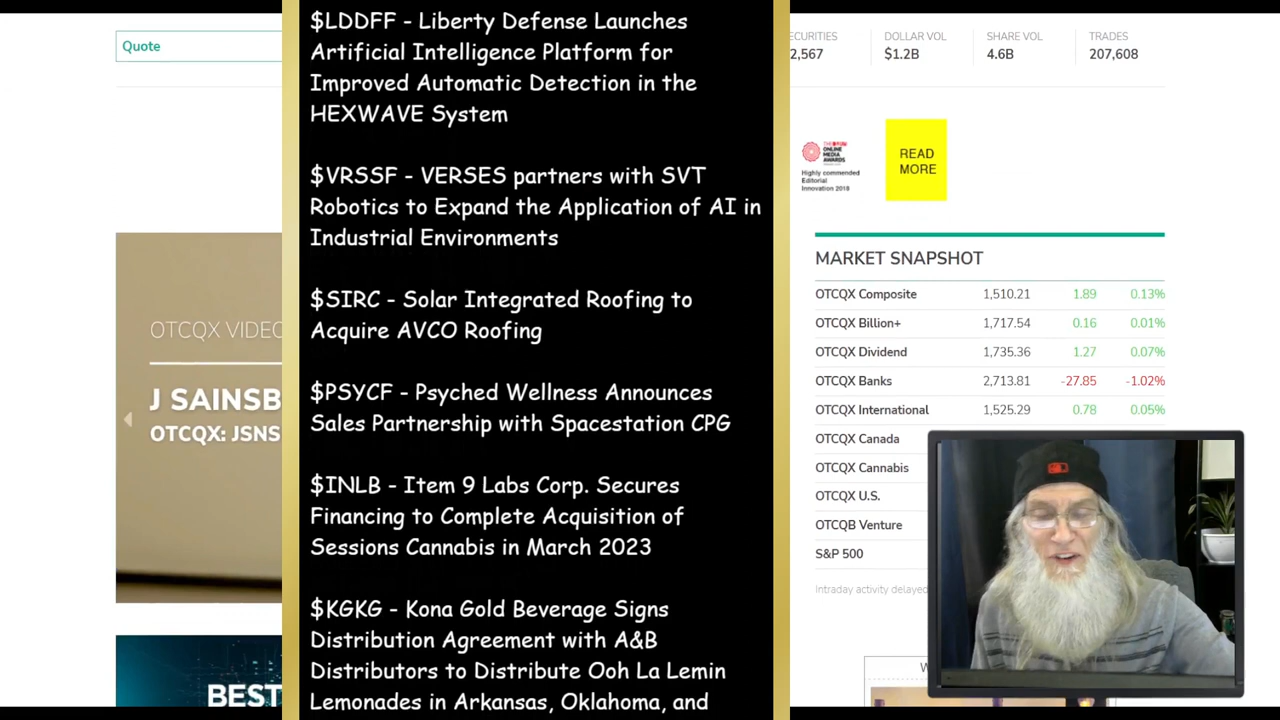 Quote
ECURITIES
2,567
DOLLAR VOL
$1.2B
SHARE VOL
4.6B
TRADES
207,608
$LDDFF - Liberty Defense Launches
Artificial Intelligence Platform for
Improved Automatic Detection in the
HEXWAVE System
$VRSSF - VERSES partners with SVT
Robotics to Expand the Application of AI in
Industrial Environments
$SIRC - Solar Integrated Roofing to
Acquire AVCO Roofing
$PSYCF - Psyched Wellness Announces
Sales Partnership with Spacestation CPG
$INLB - Item 9 Labs Corp. Secures
Financing to Complete Acquisition of
Sessions Cannabis in March 2023
$KGKG - Kona Gold Beverage Signs
Distribution Agreement with A&B
Distributors to Distribute Ooh La Lemin
Lemonades in Arkansas, Oklahoma, and
OTCQX VIDEO
J SAINSB
OTCQX: JSNS
BEST
THE DRUM
ONLINE
MEDIA
AWARDS
Highly commended
Editorial
Innovation 2018
READ
MORE
MARKET SNAPSHOT
OTCQX Composite 1,510.21 1.89 0.13%
OTCQX Billion+ 1,717.54 0.16 0.01%
OTCQX Dividend 1,735.36 1.27 0.07%
OTCQX Banks 2,713.81 -27.85 -1.02%
OTCQX International 1,525.29 0.78 0.05%
OTCQX Canada
OTCQX Cannabis
OTCQX U.S.
OTCQB Venture
S&P 500
Intraday activity delayed
W